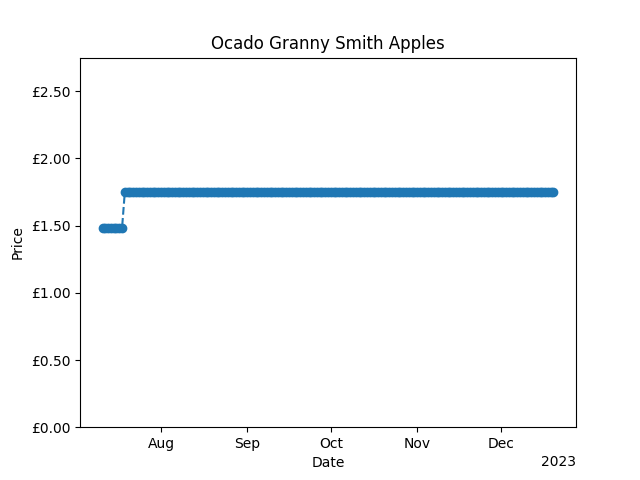 Ocado Granny Smith Apples
£2.50
£2.00
£1.50
£1.00
£0.50
£0.00
Price
Aug Sep Oct Nov Dec
Date
2023